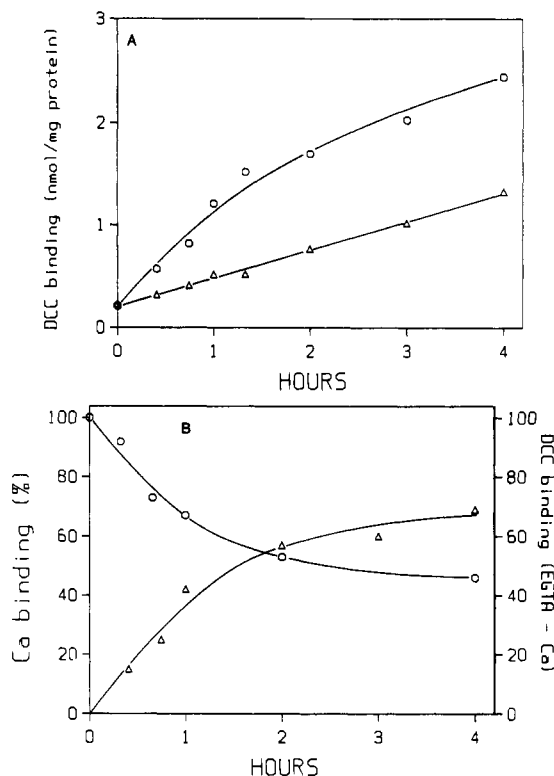 A
3
2
1
0
DCC binding (nmol/mg protein)
0 1 2 3 4
HOURS
B
100
80
60
40
20
0
Ca binding (%)
100
80
60
40
20
0
DCC binding (EGTA - Ca)
0 1 2 3 4
HOURS